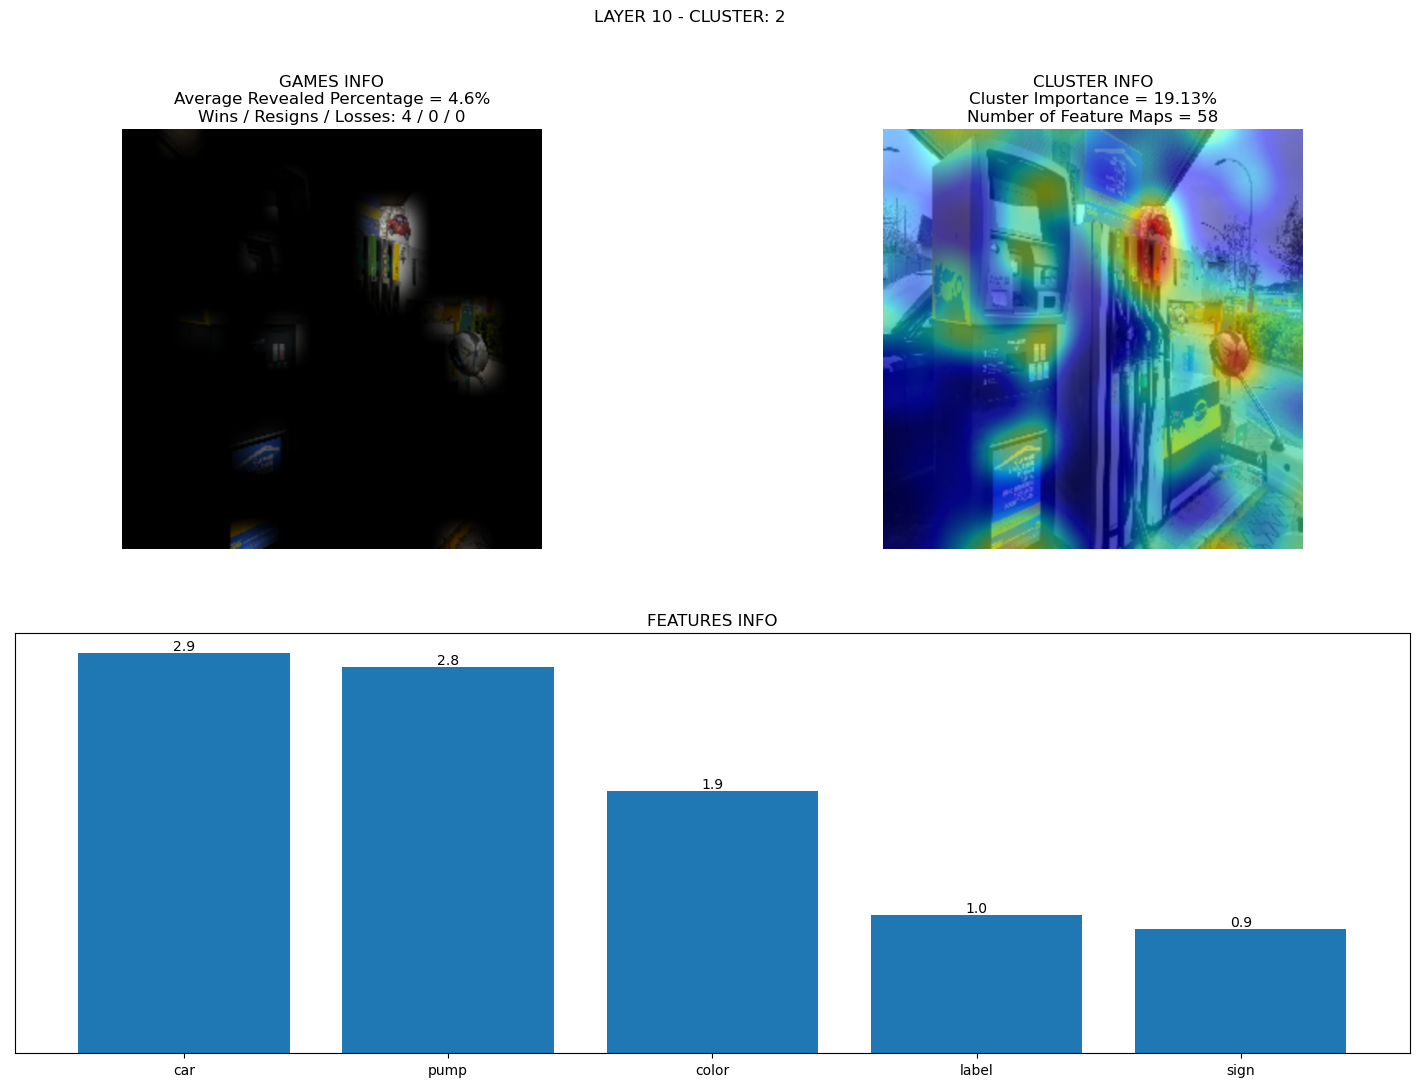 LAYER 10 - CLUSTER: 2
GAMES INFO
Average Revealed Percentage = 4.6%
Wins / Resigns / Losses: 4 / 0 / 0
CLUSTER INFO
Cluster Importance = 19.13%
Number of Feature Maps = 58
FEATURES INFO
2.9
2.8
1.9
1.0
0.9
car
pump
color
label
sign